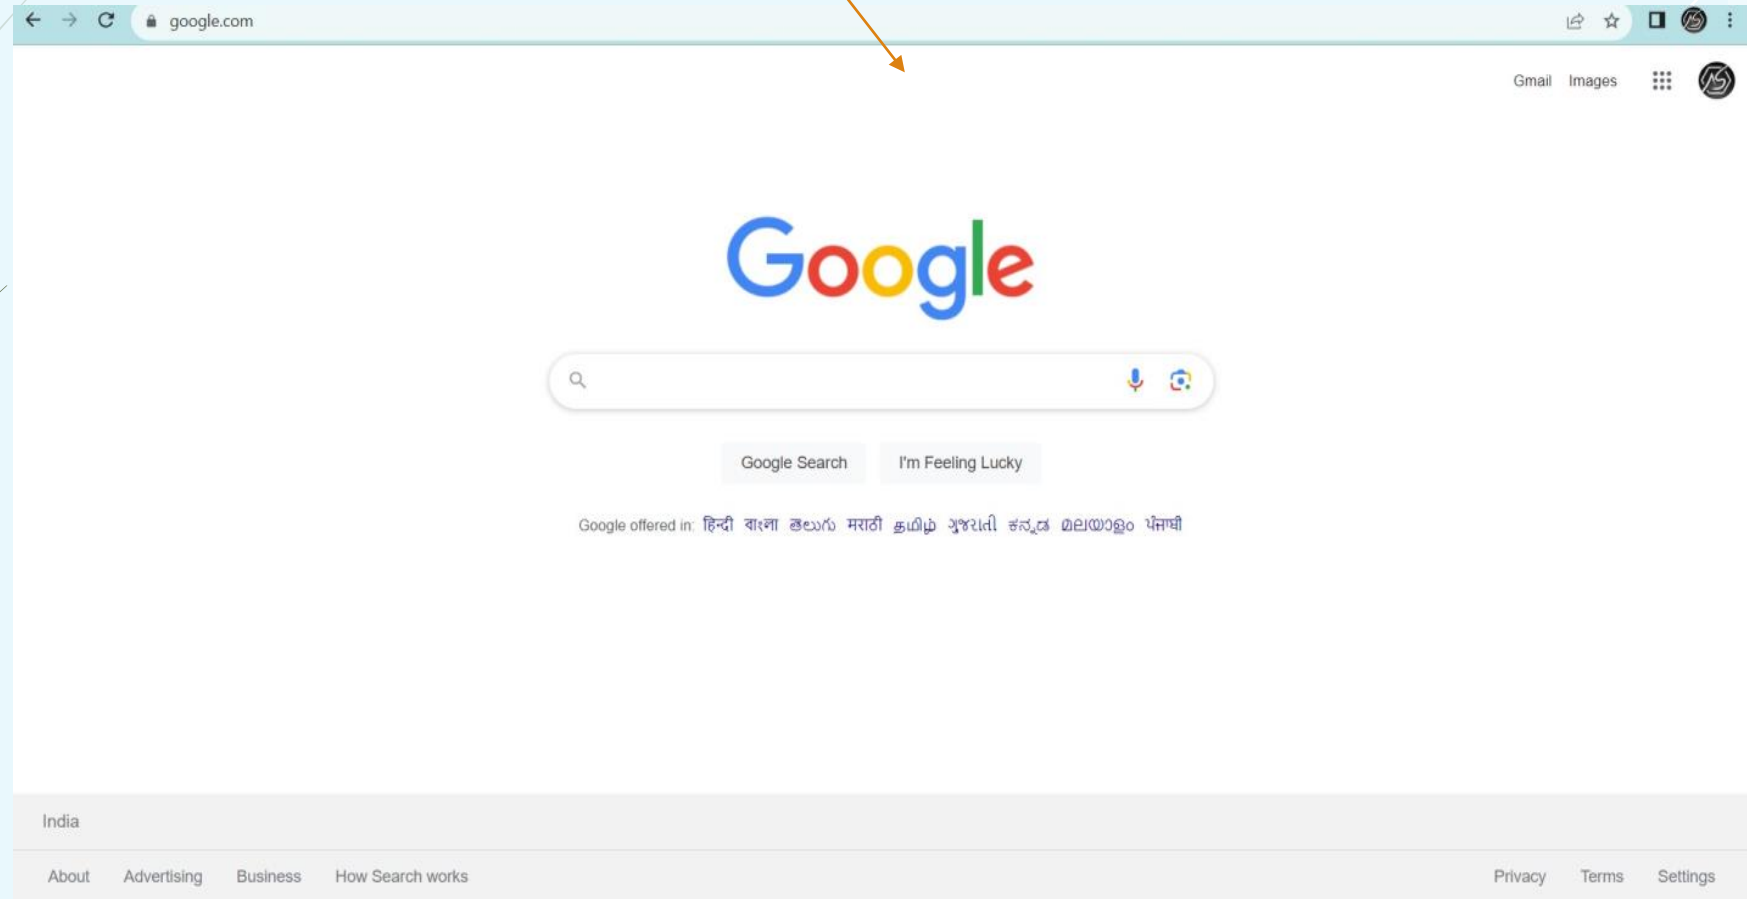 google.com
Gmail Images
Google
Google Search I'm Feeling Lucky
Google offered in: हिन्दी বাংলা తెలుగు मराठी தமிழ் ગુજરાતી ಕನ್ನಡ മലയാളം ਪੰਜਾਬੀ
India
About Advertising Business How Search works Privacy Terms Settings